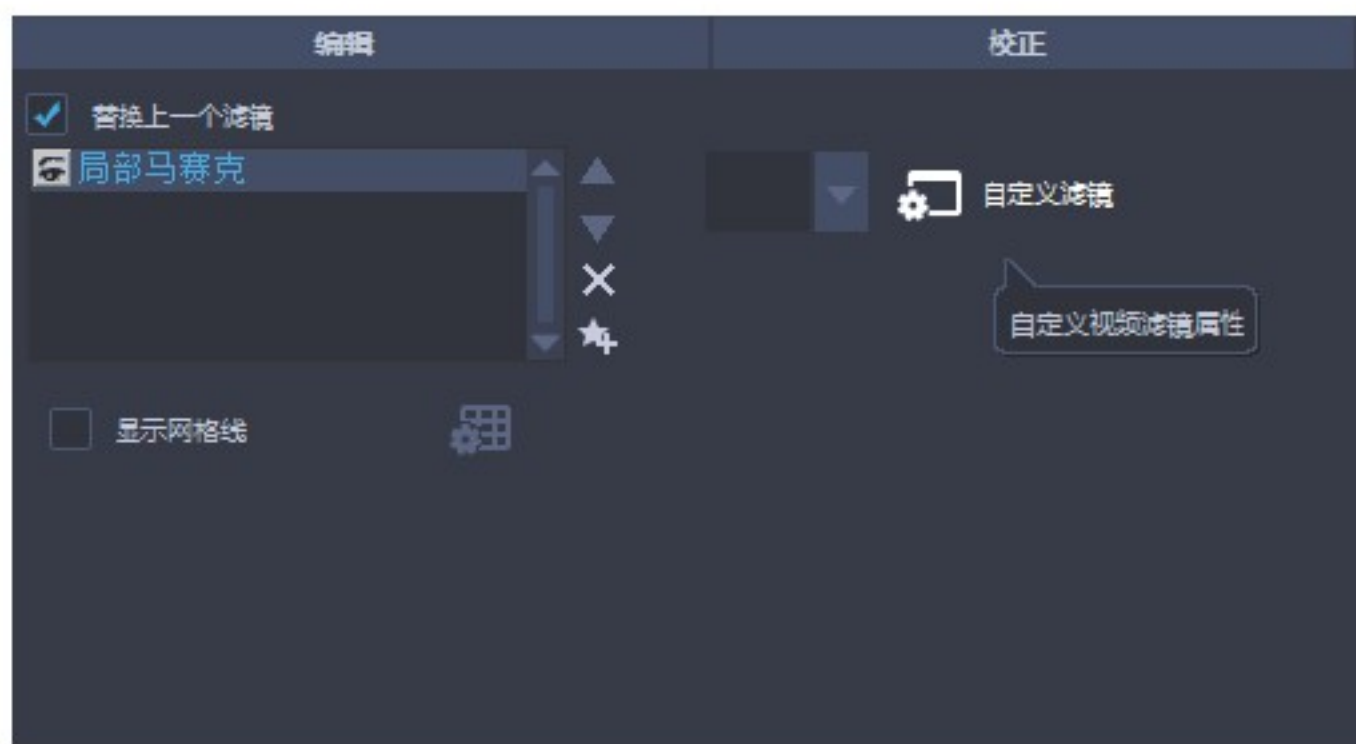 编辑
校正
替换上一个滤镜
局部马赛克
自定义滤镜
自定义视频滤镜属性
显示网格线